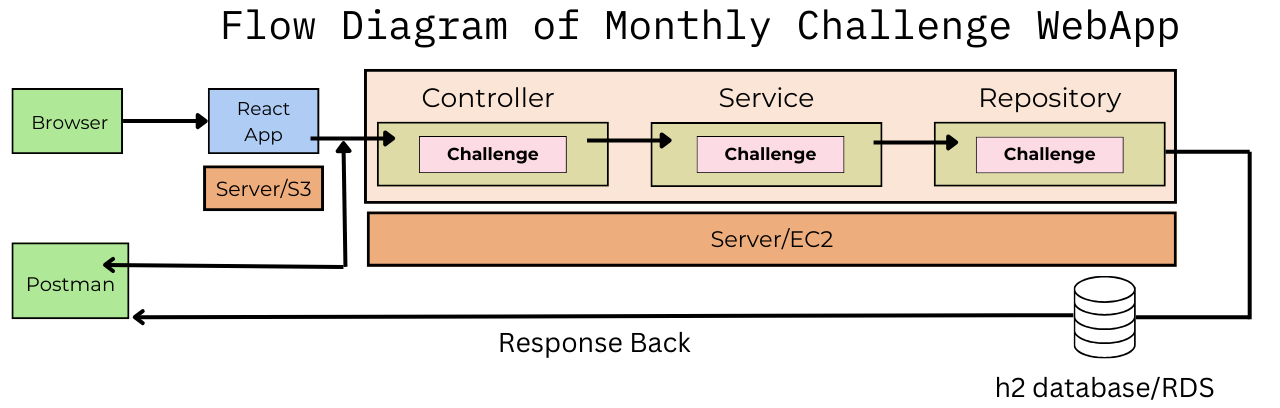 Flow Diagram of Monthly Challenge WebApp
Browser
React
App
Controller
Service
Repository
Challenge
Challenge
Challenge
Server/S3
Server/EC2
Postman
Response Back
h2 database/RDS